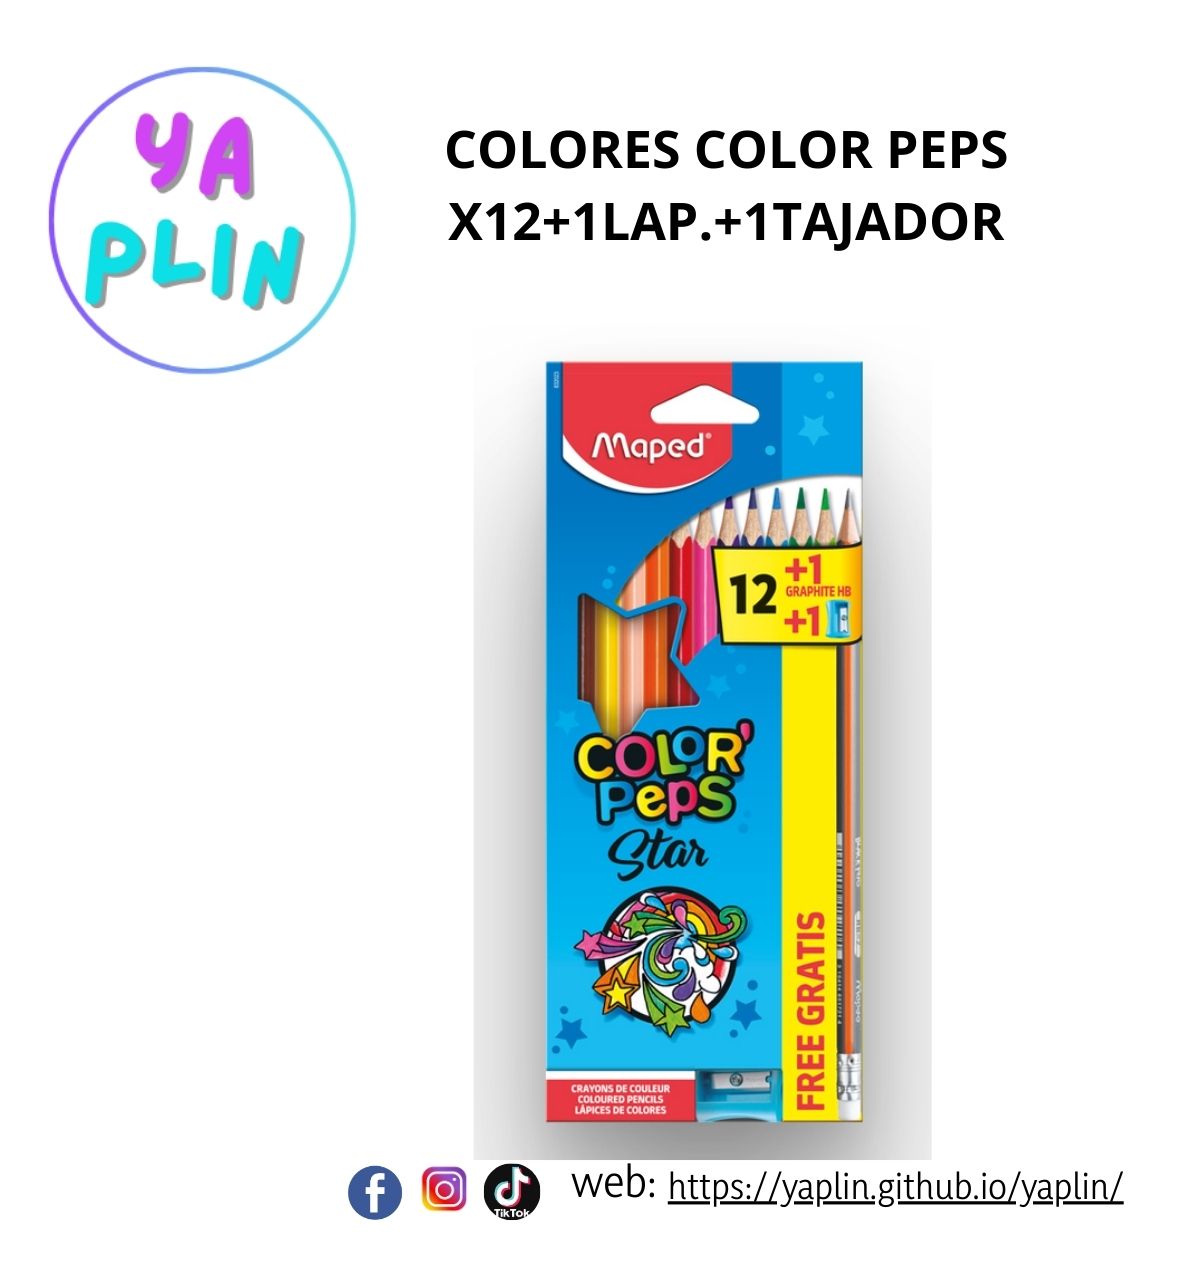 YA
PLIN
COLORES COLOR PEPS
X12+1LAP.+1TAJADOR
Maped®
12
+1
GRAPHITE HB
+1
COLOR'
PEPS
Star
FREE GRATIS
CRAYONS DE COULEUR
COLOURED PENCILS
LÁPICES DE COLORES
TikTok
web: https://yaplin.github.io/yaplin/